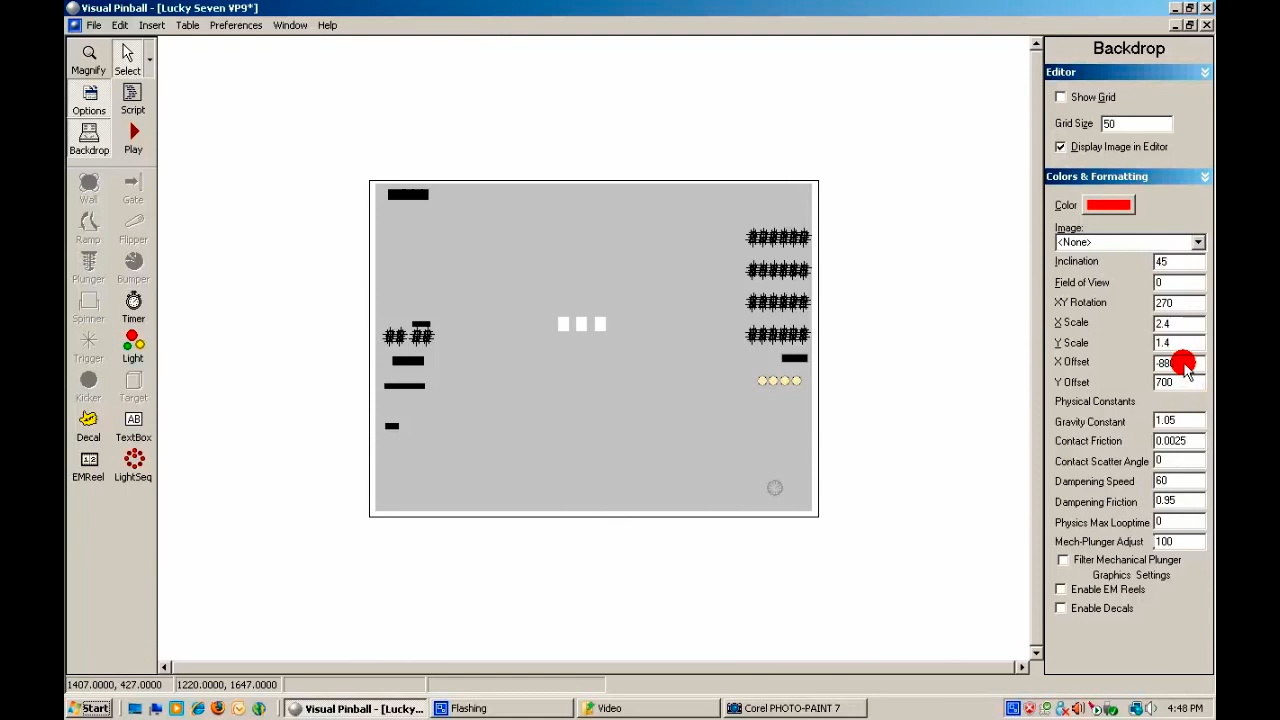 Visual Pinball - [Lucky Seven VP9*]
File Edit Insert Table Preferences Window Help
Magnify Select
Options Script
Backdrop Play
Wall Gate
Ramp Flipper
Plunger Bumper
Spinner Timer
Trigger Light
Kicker Target
Decal TextBox
EMReel LightSeq
######
######
######
######
## ##
Backdrop
Editor
Show Grid
Grid Size 50
Display Image in Editor
Colors & Formatting
Color
Image:
<None>
Inclination 45
Field of View 0
XY Rotation 270
X Scale 2.4
Y Scale 1.4
X Offset
Y Offset 700
Physical Constants
Gravity Constant 1.05
Contact Friction 0.0025
Contact Scatter Angle 0
Dampening Speed 60
Dampening Friction 0.95
Physics Max Looptime 0
Mech-Plunger Adjust 100
Filter Mechanical Plunger
Graphics Settings
Enable EM Reels
Enable Decals
1407.0000, 427.0000 1220.0000, 1647.0000
Start Visual Pinball - [Lucky... Flashing Video Corel PHOTO-PAINT 7 4:48 PM